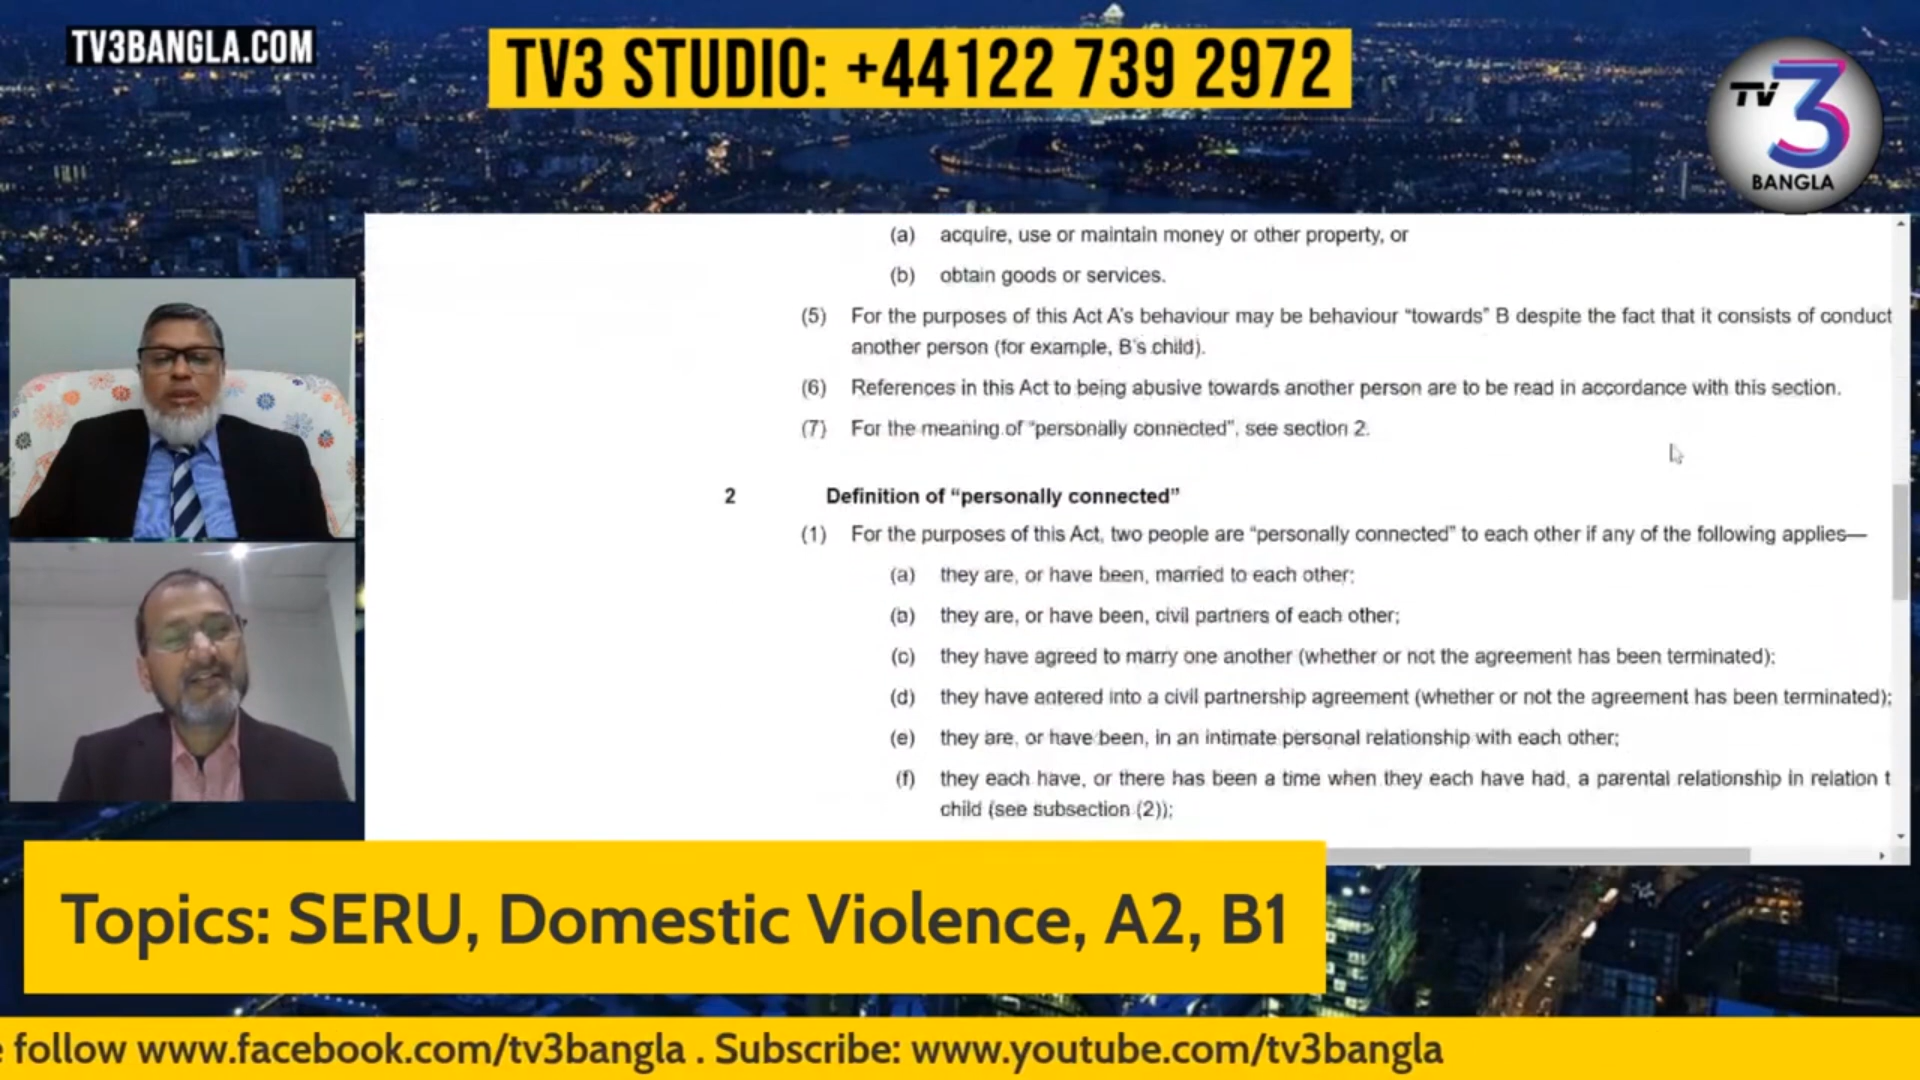 TV3BANGLA.COM
TV3 STUDIO: +44122 739 2972
TV 3
BANGLA
(a) acquire, use or maintain money or other property, or
(b) obtain goods or services.
(5) For the purposes of this Act A's behaviour may be behaviour “towards” B despite the fact that it consists of conduct
another person (for example, B's child).
(6) References in this Act to being abusive towards another person are to be read in accordance with this section.
(7) For the meaning of “personally connected”, see section 2.
2 Definition of “personally connected”
(1) For the purposes of this Act, two people are “personally connected” to each other if any of the following applies—
(a) they are, or have been, married to each other;
(b) they are, or have been, civil partners of each other;
(c) they have agreed to marry one another (whether or not the agreement has been terminated);
(d) they have entered into a civil partnership agreement (whether or not the agreement has been terminated);
(e) they are, or have been, in an intimate personal relationship with each other;
(f) they each have, or there has been a time when they each have had, a parental relationship in relation t
child (see subsection (2));
Topics: SERU, Domestic Violence, A2, B1
follow www.facebook.com/tv3bangla . Subscribe: www.youtube.com/tv3bangla